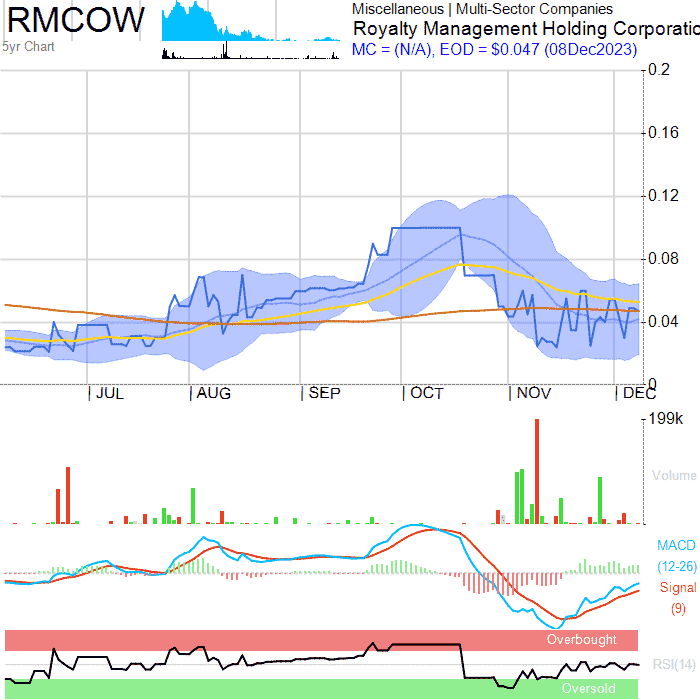 RMCOW
5yr Chart
Miscellaneous | Multi-Sector Companies
Royalty Management Holding Corporatio
MC = (N/A), EOD = $0.047 (08Dec2023)
0.2
0.16
0.12
0.08
0.04
0
JUL AUG SEP OCT NOV DEC
199k
Volume
MACD
(12-26)
Signal
(9)
Overbought
RSI(14)
Oversold